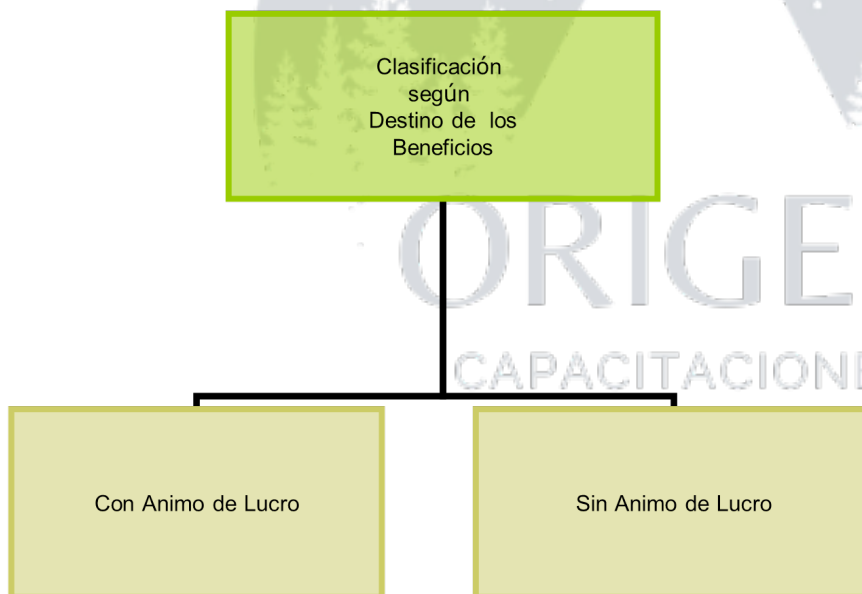 Clasificación
según
Destino de los
Beneficios
ORIGE
CAPACITACIONE
Con Animo de Lucro
Sin Animo de Lucro